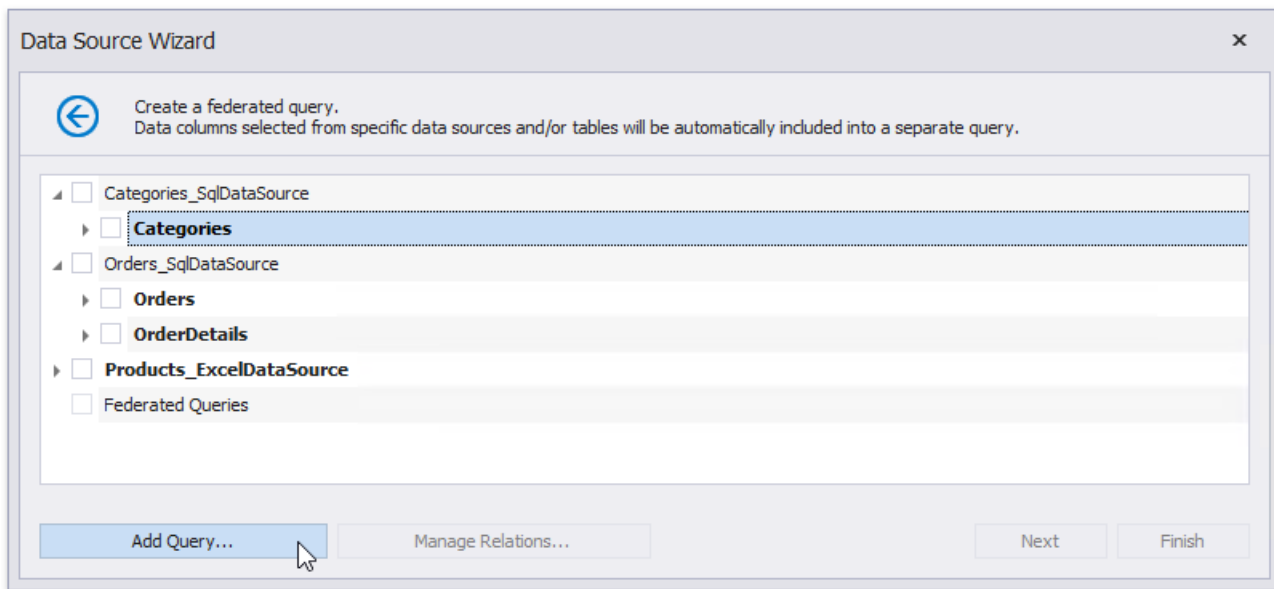 Data Source Wizard
Create a federated query.
Data columns selected from specific data sources and/or tables will be automatically included into a separate query.
Categories_SqlDataSource
Categories
Orders_SqlDataSource
Orders
OrderDetails
Products_ExcelDataSource
Federated Queries
Add Query... Manage Relations... Next Finish